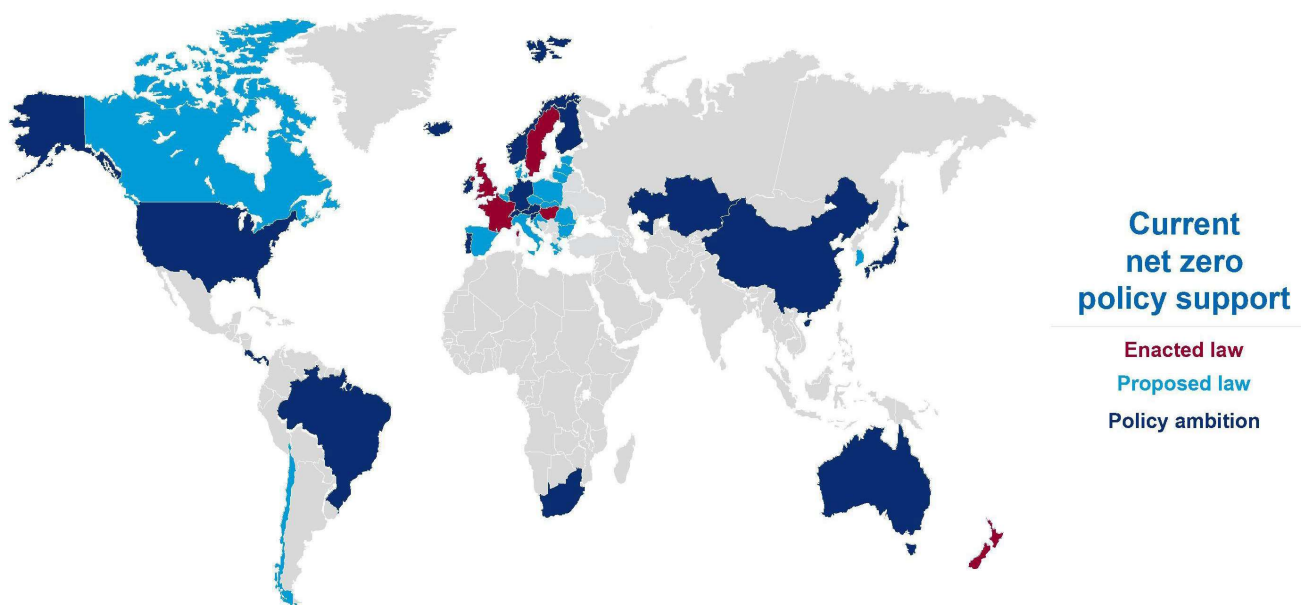 Current
net zero
policy support
Enacted law
Proposed law
Policy ambition